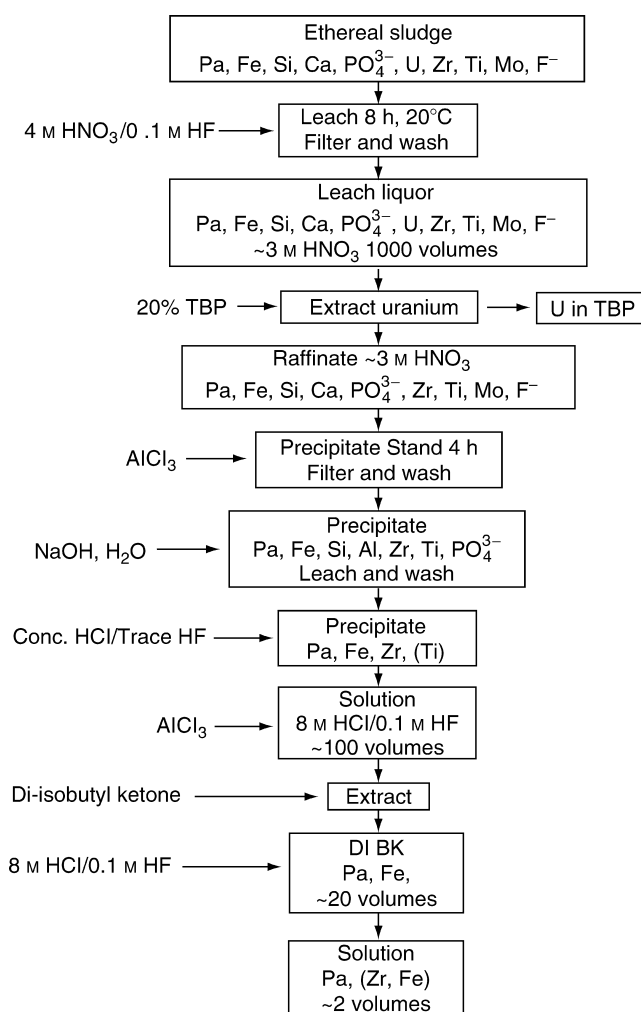 Ethereal sludge
Pa, Fe, Si, Ca, PO₄³⁻, U, Zr, Ti, Mo, F⁻
4 M HNO₃/0 .1 M HF
Leach 8 h, 20°C
Filter and wash
Leach liquor
Pa, Fe, Si, Ca, PO₄³⁻, U, Zr, Ti, Mo, F⁻
~3 M HNO₃ 1000 volumes
20% TBP
Extract uranium
U in TBP
Raffinate ~3 M HNO₃
Pa, Fe, Si, Ca, PO₄³⁻, Zr, Ti, Mo, F⁻
AlCl₃
Precipitate Stand 4 h
Filter and wash
NaOH, H₂O
Precipitate
Pa, Fe, Si, Al, Zr, Ti, PO₄³⁻
Leach and wash
Conc. HCl/Trace HF
Precipitate
Pa, Fe, Zr, (Ti)
AlCl₃
Solution
8 M HCl/0.1 M HF
~100 volumes
Di-isobutyl ketone
Extract
8 M HCl/0.1 M HF
DI BK
Pa, Fe,
~20 volumes
Solution
Pa, (Zr, Fe)
~2 volumes